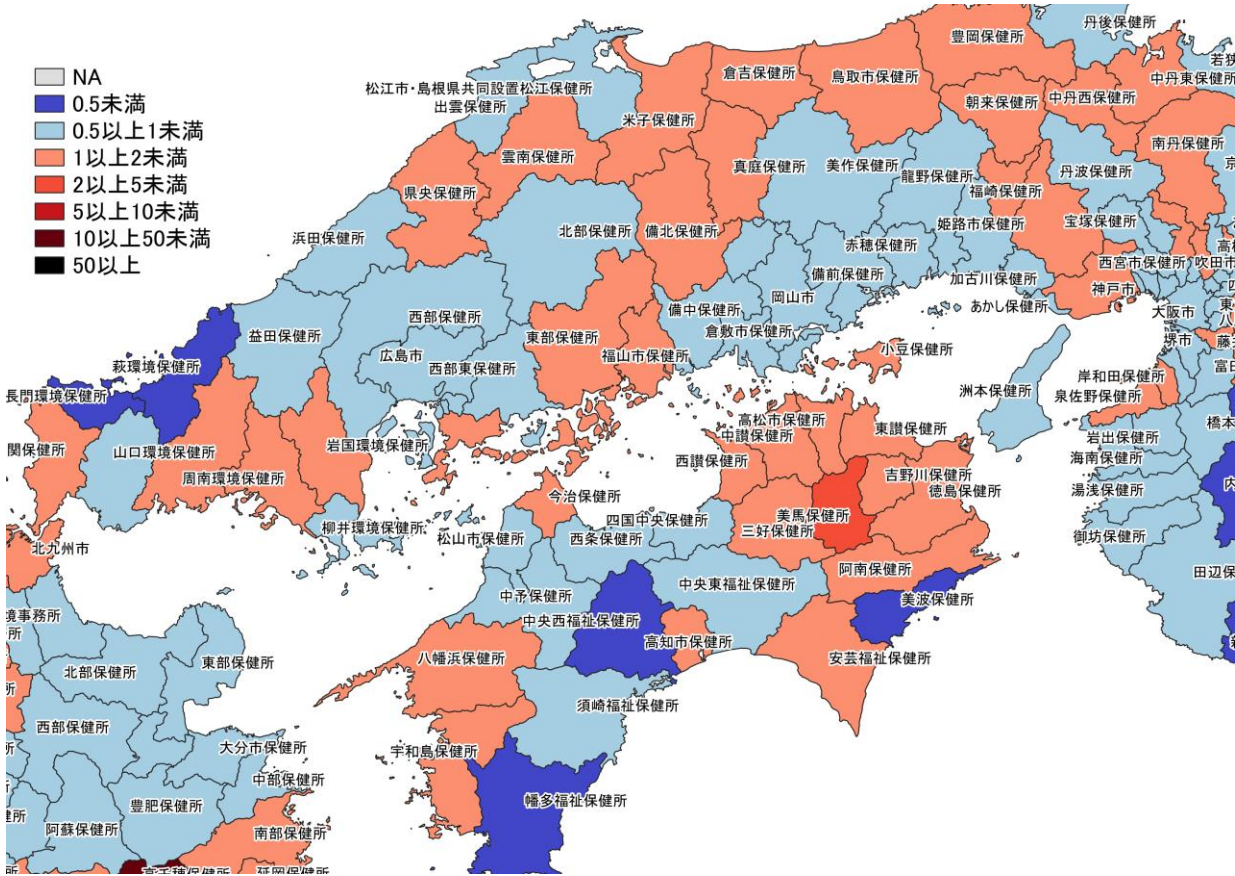 NA
0.5未満
0.5以上1未満
1以上2未満
2以上5未満
5以上10未満
10以上50未満
50以上
丹後保健所
豊岡保健所
若狭
倉吉保健所
鳥取市保健所
中丹東保健所
松江市・島根県共同設置松江保健所
出雲保健所
朝来保健所
中丹西保健所
米子保健所
雲南保健所
南丹保健所
真庭保健所
美作保健所
龍野保健所
丹波保健所
県央保健所
福崎保健所
宝塚保健所
浜田保健所
北部保健所
備北保健所
赤穂保健所
姫路市保健所
西宮市保健所
吹田市
備前保健所
加古川保健所
神戸市
岡山市
あかし保健所
大阪市
備中保健所
西部保健所
倉敷市保健所
益田保健所
東部保健所
堺市
広島市
福山市保健所
小豆保健所
西部東保健所
萩環境保健所
岸和田保健所
長門環境保健所
洲本保健所
泉佐野保健所
高松市保健所
中讃保健所
東讃保健所
橋本
岩国環境保健所
岩出保健所
関保健所
山口環境保健所
西讃保健所
海南保健所
周南環境保健所
吉野川保健所
徳島保健所
湯浅保健所
今治保健所
美馬保健所
四国中央保健所
柳井環境保健所
三好保健所
松山市保健所
西条保健所
御坊保健所
北九州市
阿南保健所
田辺保
中央東福祉保健所
中予保健所
美波保健所
境事務所
中央西福祉保健所
高知市保健所
八幡浜保健所
安芸福祉保健所
東部保健所
北部保健所
須崎福祉保健所
西部保健所
大分市保健所
宇和島保健所
中部保健所
幡多福祉保健所
豊肥保健所
阿蘇保健所
南部保健所
高千穂保健所
延岡保健所